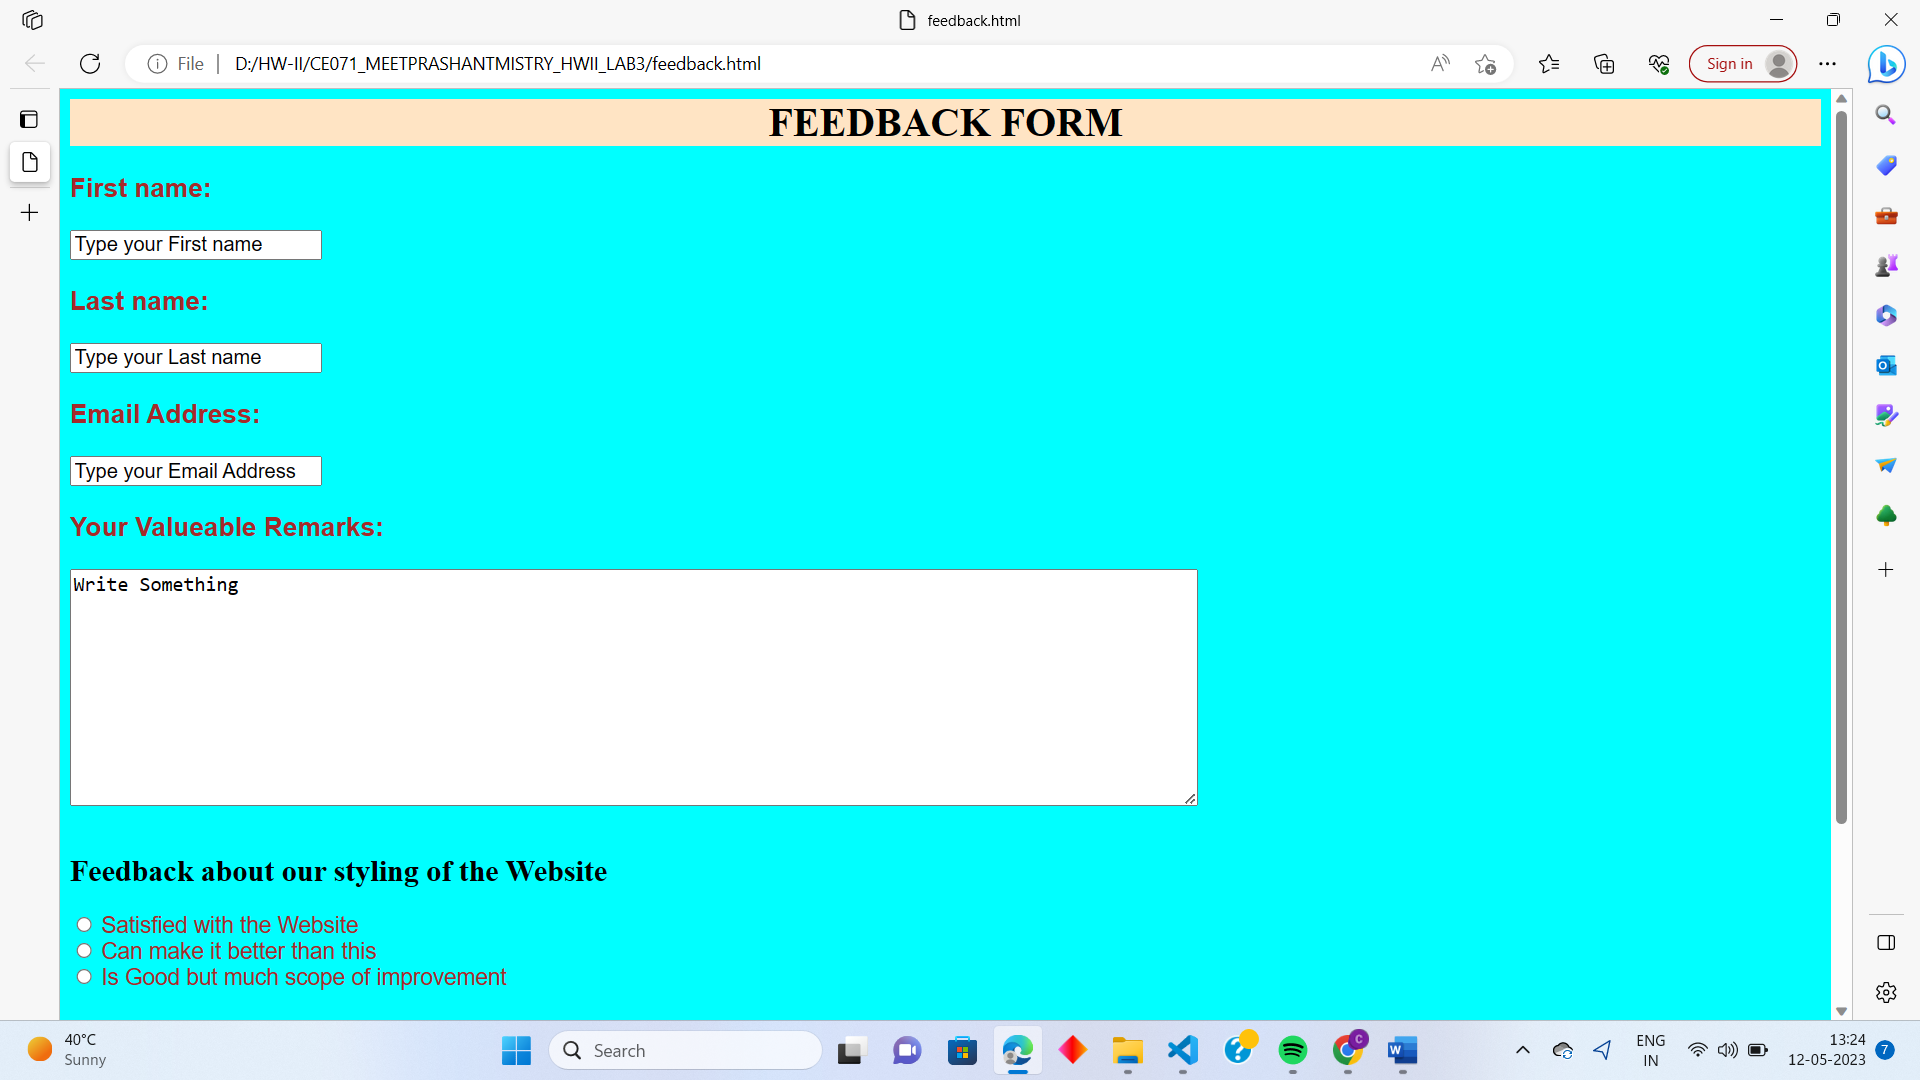 feedback.html
File
D:/HW-II/CE071_MEETPRASHANTMISTRY_HWII_LAB3/feedback.html
Sign in
FEEDBACK FORM
First name:
Type your First name
Last name:
Type your Last name
Email Address:
Type your Email Address
Your Valueable Remarks:
Write Something
Feedback about our styling of the Website
Satisfied with the Website
Can make it better than this
Is Good but much scope of improvement
40°C
Sunny
Search
C
ENG
IN
13:24
12-05-2023
7